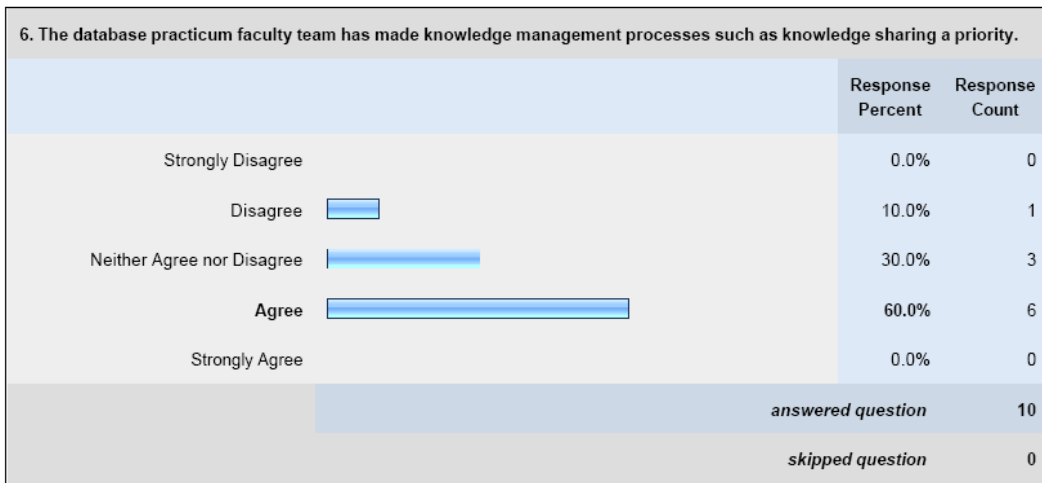 6. The database practicum faculty team has made knowledge management processes such as knowledge sharing a priority.
Response Percent Response Count
Strongly Disagree 0.0% 0
Disagree 10.0% 1
Neither Agree nor Disagree 30.0% 3
Agree 60.0% 6
Strongly Agree 0.0% 0
answered question 10
skipped question 0